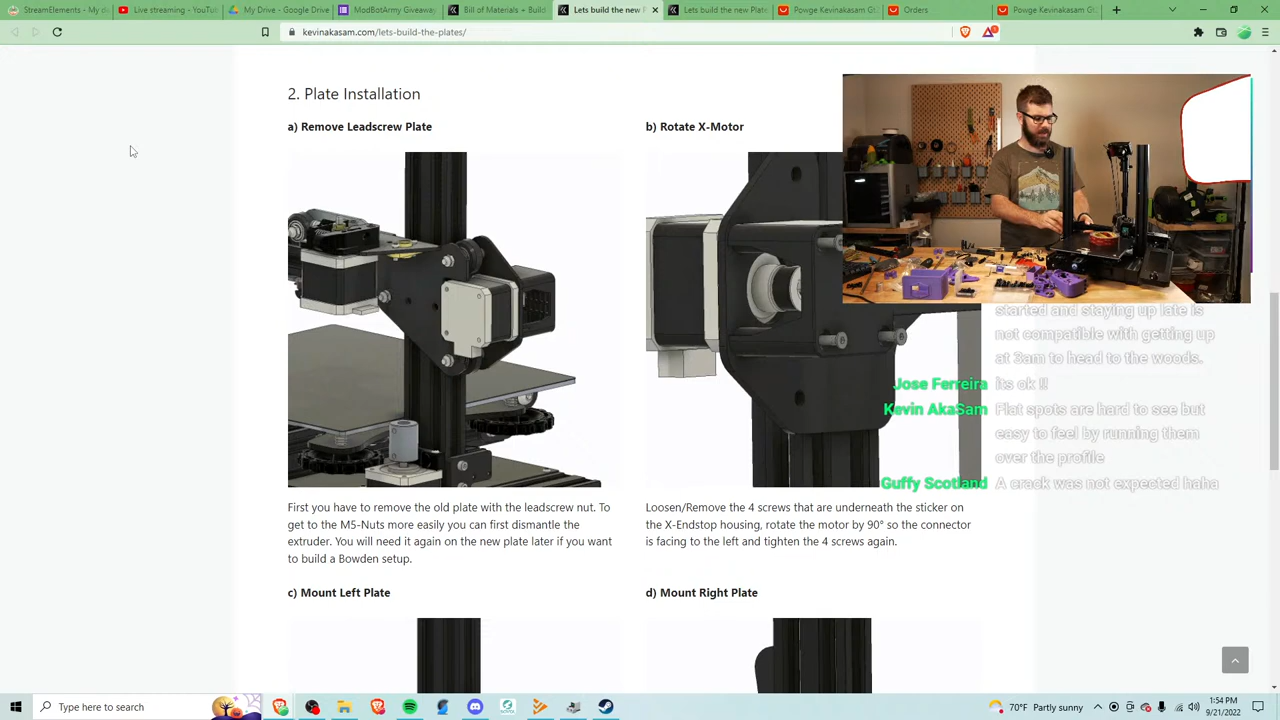 StreamElements -
Live streaming - YouTu
My Drive - Google Drive
ModBotArmy Giveaway
Bill of Materials + Build
Lets build the new P
Lets build the new Plate
Powge Kevinakasam Gt2
Orders
Powge Kevinakasam Gt
kevinakasam.com/lets-build-the-plates/
2. Plate Installation
a) Remove Leadscrew Plate
b) Rotate X-Motor
started and staying up late is
not compatible with getting up
at 3am to head to the woods.
Jose Ferreira its ok !!
Kevin AkaSam Flat spots are hard to see but
easy to feel by running them
over the profile
Guffy Scotland A crack was not expected haha
First you have to remove the old plate with the leadscrew nut. To
get to the M5-Nuts more easily you can first dismantle the
extruder. You will need it again on the new plate later if you want
to build a Bowden setup.
Loosen/Remove the 4 screws that are underneath the sticker on
the X-Endstop housing, rotate the motor by 90° so the connector
is facing to the left and tighten the 4 screws again.
c) Mount Left Plate
d) Mount Right Plate
Type here to search
70°F Partly sunny
1:54 PM
9/21/2022